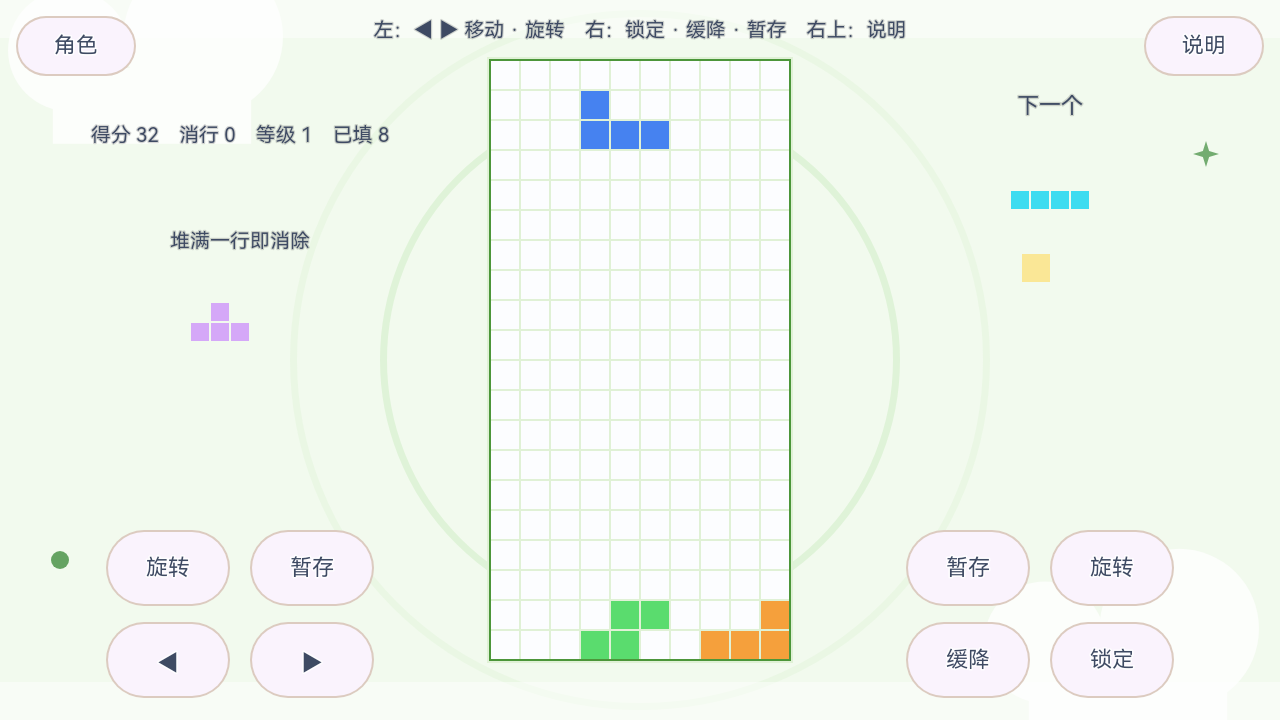 角色
左: ◀ ▶ 移动 · 旋转 右: 锁定 · 缓降 · 暂存 右上: 说明
说明
得分 32 消行 0 等级 1 已填 8
下一个
堆满一行即消除
旋转
暂存
暂存
旋转
◀
▶
缓降
锁定